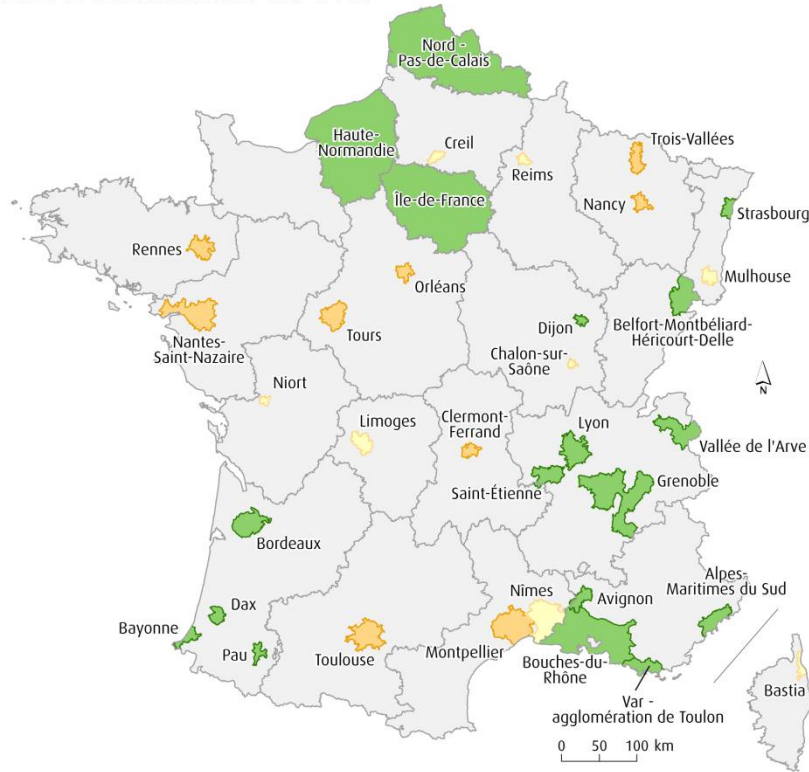 Nord -
Pas-de-Calais
Haute-
Normandie
Creil
Reims
Trois-Vallées
Île-de-France
Nancy
Strasbourg
Rennes
Orléans
Mulhouse
Nantes-
Saint-Nazaire
Tours
Dijon
Belfort-Montbéliard-
Héricourt-Delle
Chalon-sur-
Saône
N
Niort
Limoges
Clermont-
Ferrand
Lyon
Vallée de l'Arve
Saint-Étienne
Grenoble
Bordeaux
Alpes-
Maritimes du Sud
Nîmes
Avignon
Dax
Bayonne
Pau
Toulouse
Montpellier
Bouches-du-
Rhône
Bastia
Var -
agglomération de Toulon
0 50 100 km